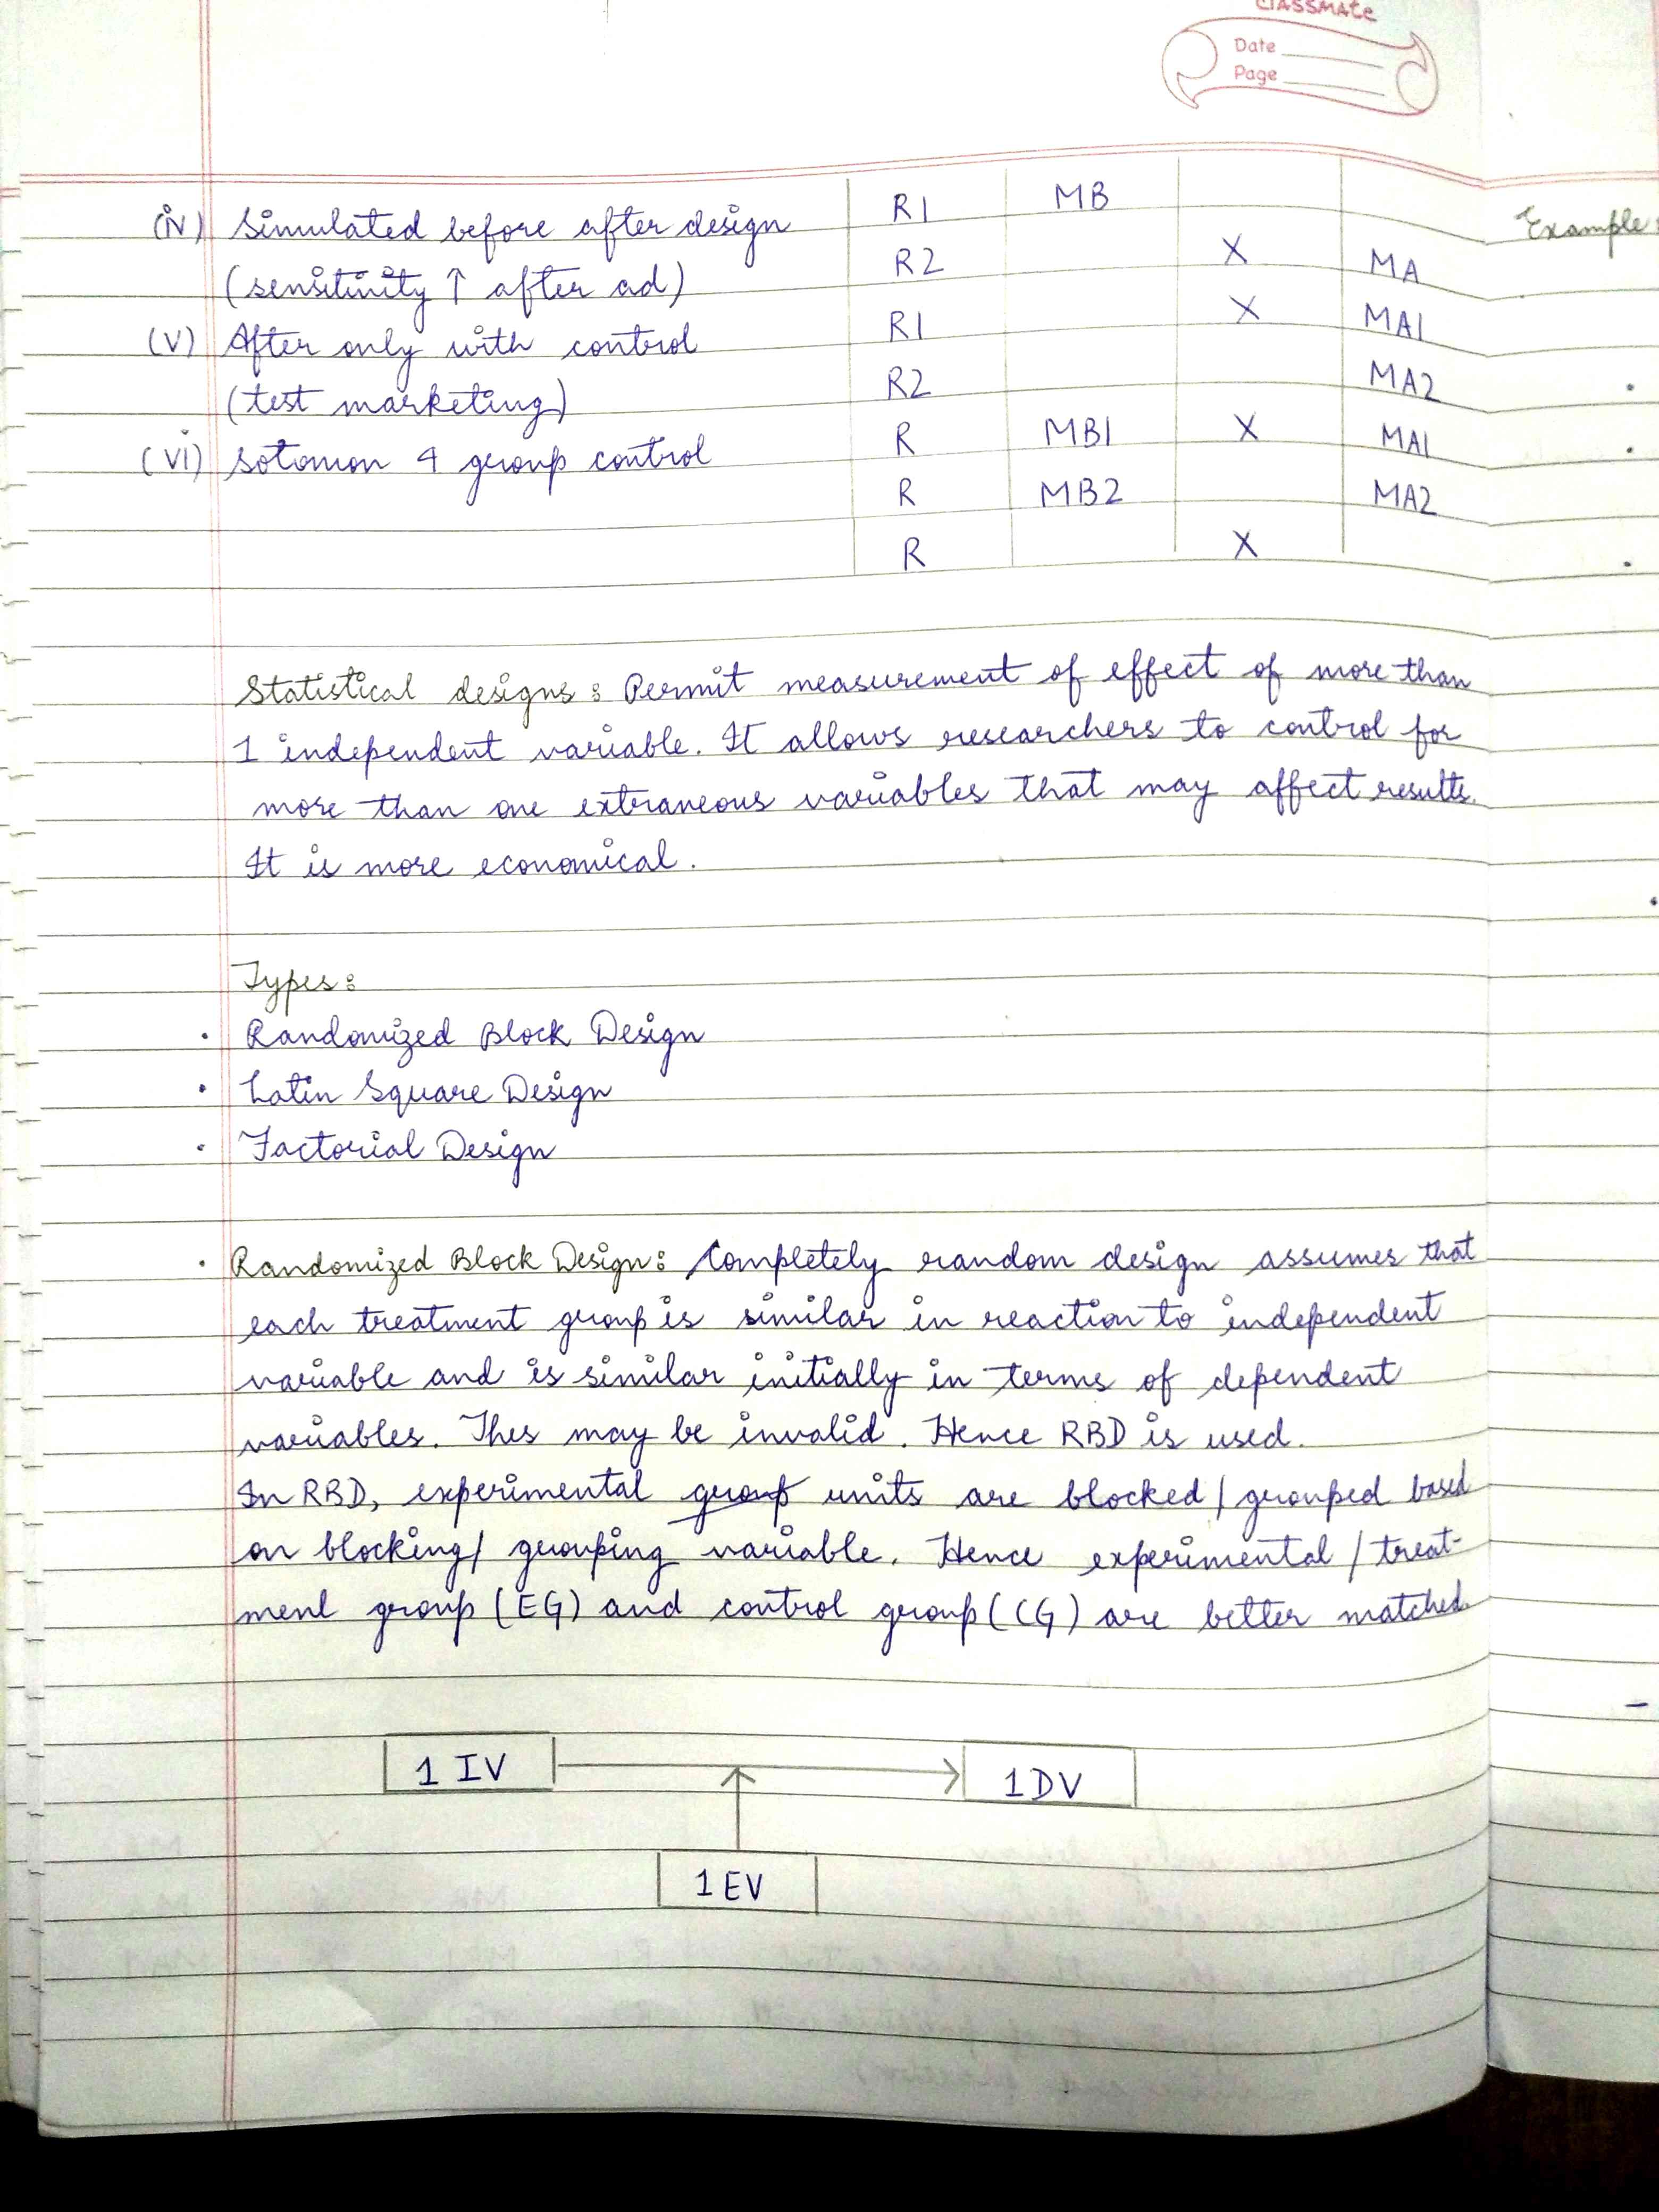 classmate
Date
Page
(iv) Simulated before after design R1 MB
(sensitivity ↑ after ad) R2 X MA
(v) After only with control R1 X MA1
(test marketing) R2 MA2
(vi) Sotomon 4 group control R MB1 X MA1
R MB2 MA2
R X
Example:
Statistical designs: Permit measurement of effect of more than
1 independent variable. It allows researchers to control for
more than one extraneous variables that may affect results.
It is more economical.
Types:
• Randomized Block Design
• Latin Square Design
• Factorial Design
• Randomized Block Design: Completely random design assumes that
each treatment group is similar in reaction to independent
variable and is similar initially in terms of dependent
variables. This may be invalid. Hence RBD is used.
In RBD, experimental group units are blocked / grouped based
on blocking/ grouping variable. Hence experimental / treat-
ment group (EG) and control group (CG) are better matched
1 IV
1 DV
1 EV